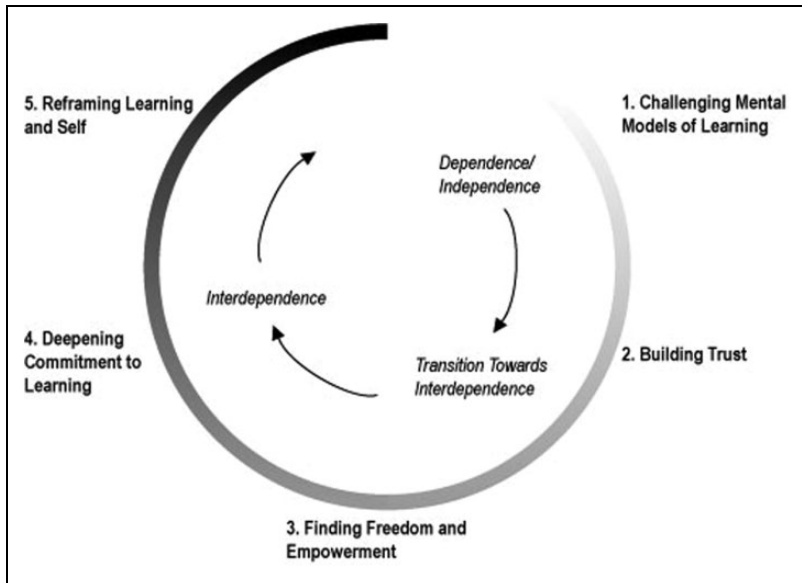 1. Challenging Mental
Models of Learning
2. Building Trust
3. Finding Freedom and
Empowerment
4. Deepening
Commitment to
Learning
5. Reframing Learning
and Self
Dependence/
Independence
Transition Towards
Interdependence
Interdependence